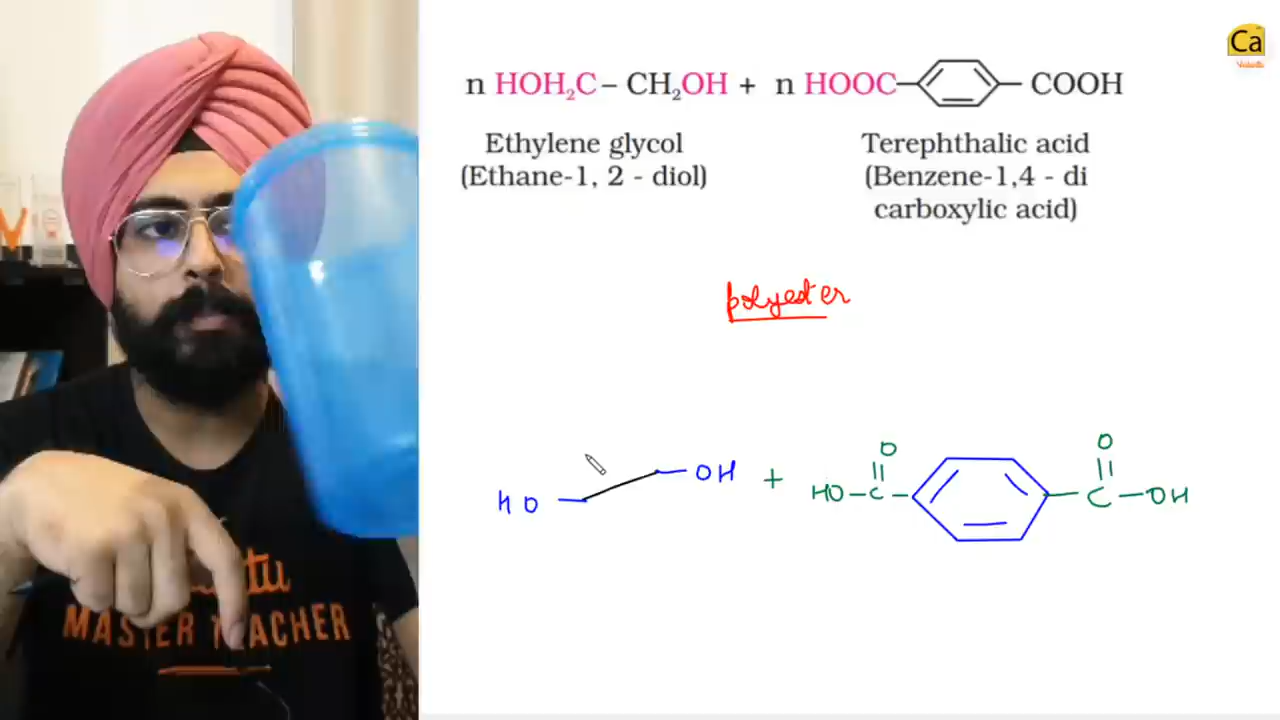 Ca
Vedantu
n HOH₂C – CH₂OH + n HOOC – COOH
Ethylene glycol
(Ethane-1, 2 - diol)
Terephthalic acid
(Benzene-1,4 - di
carboxylic acid)
polyester
HO OH + HO – C – C – OH
O O
MASTER TEACHER